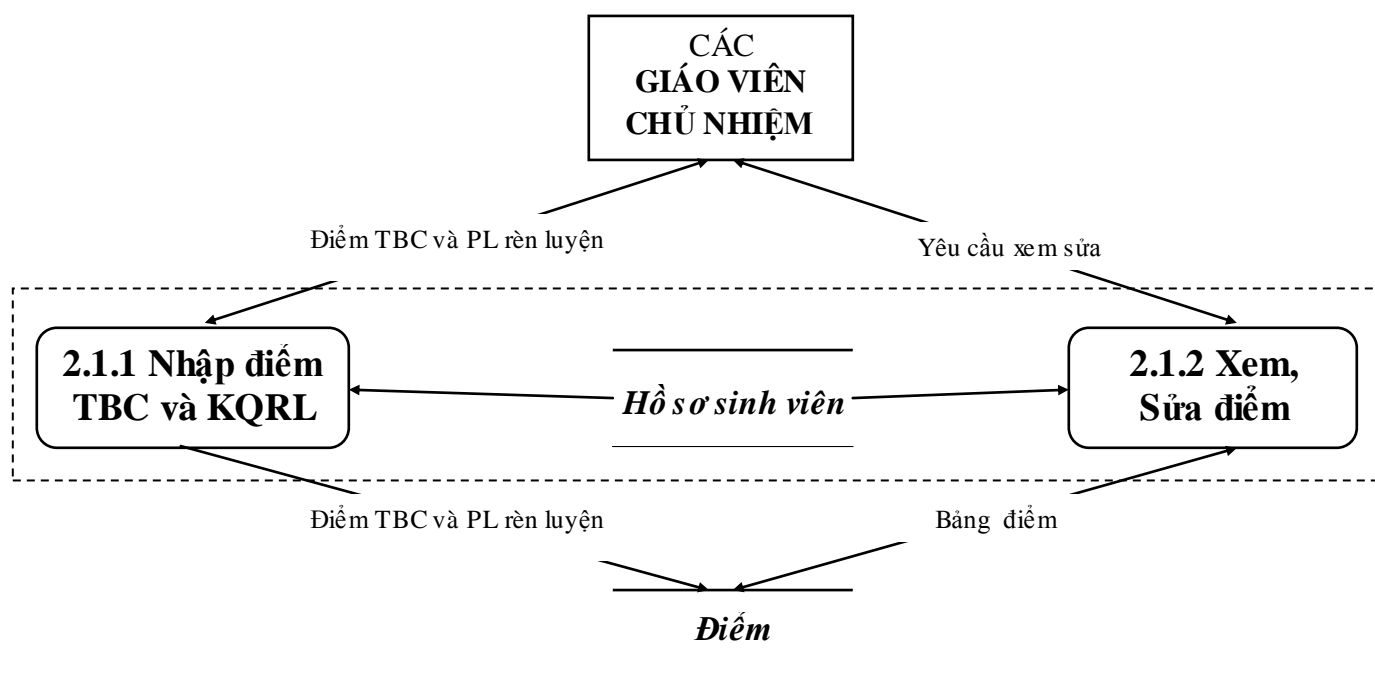 CÁC
GIÁO VIÊN
CHỦ NHIỆM
Điểm TBC và PL rèn luyện
Yêu cầu xem sửa
2.1.1 Nhập điểm
TBC và KQRL
Hồ sơ sinh viên
2.1.2 Xem,
Sửa điểm
Điểm TBC và PL rèn luyện
Bảng điểm
Điểm